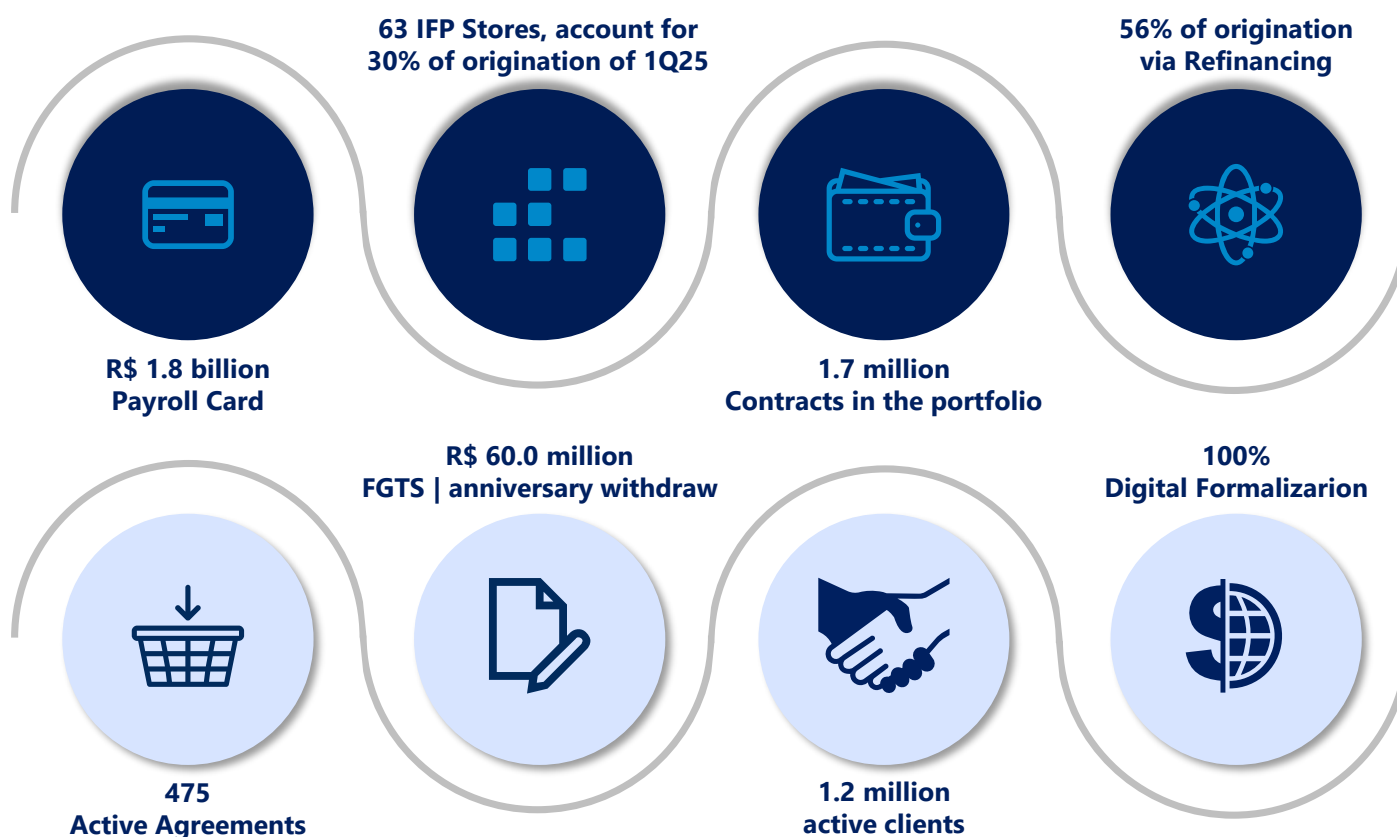 63 IFP Stores, account for
30% of origination of 1Q25
56% of origination
via Refinancing
R$ 1.8 billion
Payroll Card
1.7 million
Contracts in the portfolio
R$ 60.0 million
FGTS | anniversary withdraw
100%
Digital Formalizarion
475
Active Agreements
1.2 million
active clients